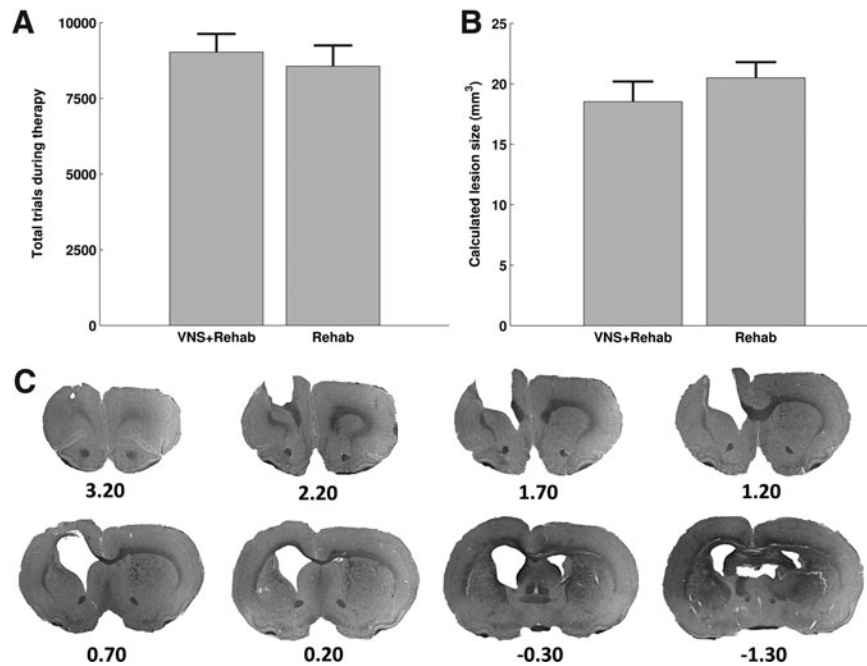 A
Total trials during therapy
10000
7500
5000
2500
0
VNS+Rehab Rehab
B
Calculated lesion size (mm³)
25
20
15
10
5
0
VNS+Rehab Rehab
C
3.20 2.20 1.70 1.20
0.70 0.20 -0.30 -1.30